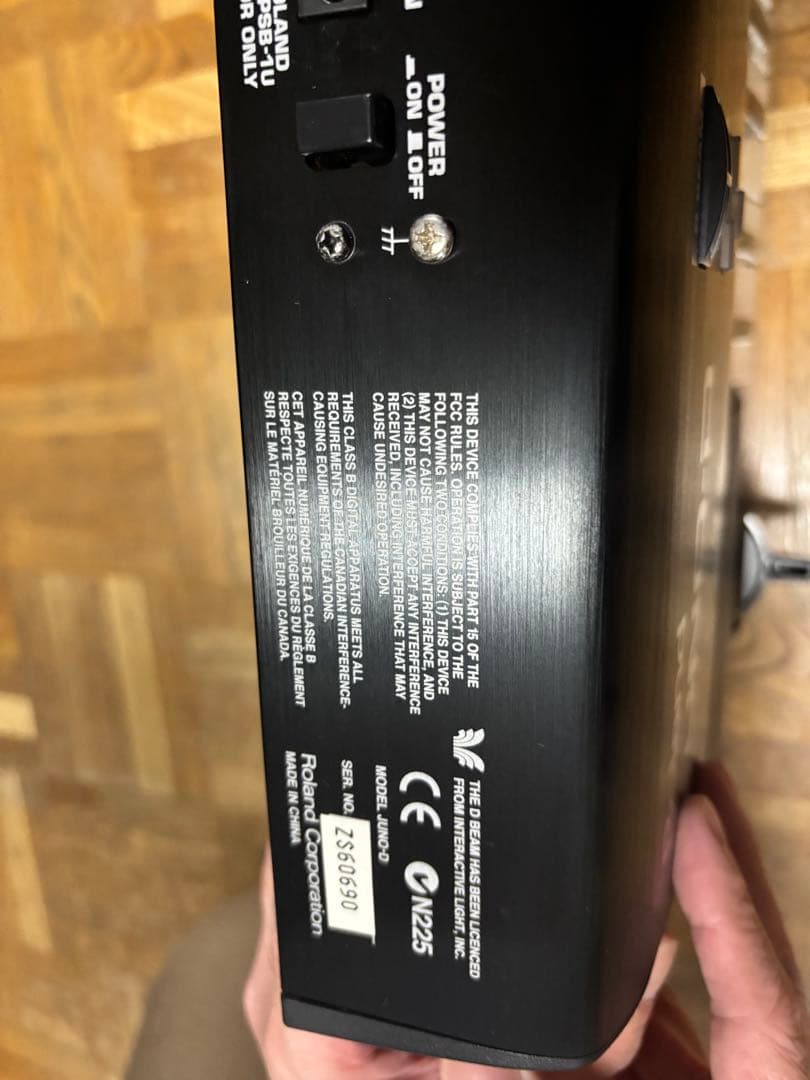 OLAND
PSB-1U
OR ONLY
N
POWER
ON OFF
THIS DEVICE COMPLIES WITH PART 15 OF THE
FCC RULES. OPERATION IS SUBJECT TO THE
FOLLOWING TWO CONDITIONS: (1) THIS DEVICE
MAY NOT CAUSE HARMFUL INTERFERENCE, AND
(2) THIS DEVICE MUST ACCEPT ANY INTERFERENCE
RECEIVED, INCLUDING INTERFERENCE THAT MAY
CAUSE UNDESIRED OPERATION.
THIS CLASS B DIGITAL APPARATUS MEETS ALL
REQUIREMENTS OF THE CANADIAN INTERFERENCE-
CAUSING EQUIPMENT REGULATIONS.
CET APPAREIL NUMÉRIQUE DE LA CLASSE B
RESPECTE TOUTES LES EXIGENCES DU RÈGLEMENT
SUR LE MATÉRIEL BROUILLEUR DU CANADA.
THE D BEAM HAS BEEN LICENCED
FROM INTERACTIVE LIGHT, INC.
CE N225
MODEL JUNO-D
SER. NO. ZS60690
Roland Corporation
MADE IN CHINA